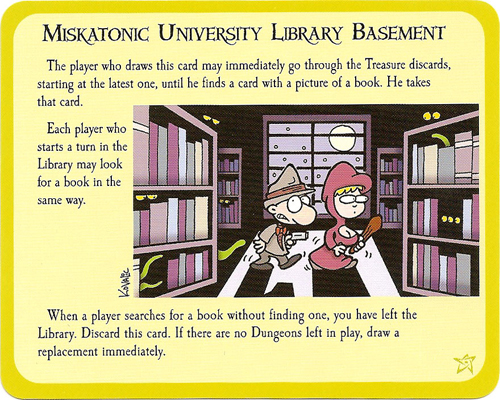 Miskatonic University Library Basement
The player who draws this card may immediately go through the Treasure discards,
starting at the latest one, until he finds a card with a picture of a book. He takes
that card.
Each player who
starts a turn in the
Library may look
for a book in the
same way.
Kovalic
When a player searches for a book without finding one, you have left the
Library. Discard this card. If there are no Dungeons left in play, draw a
replacement immediately.